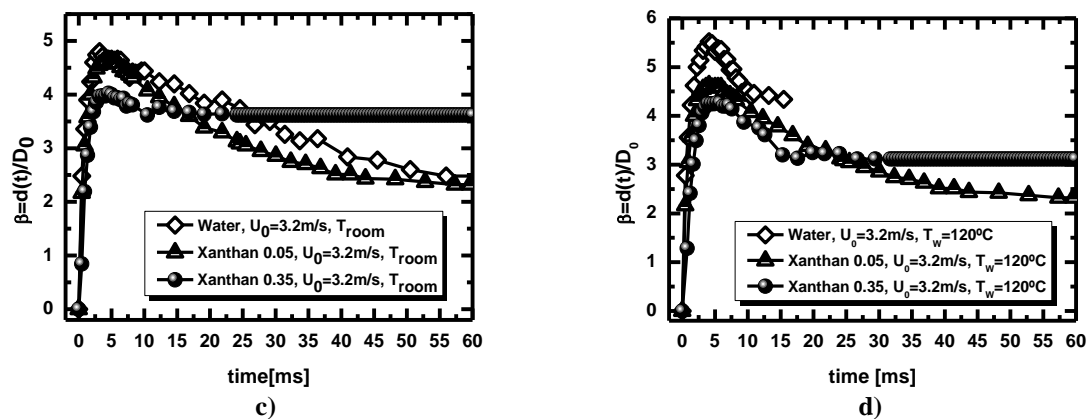 β=d(t)/D0
5
4
3
2
1
0
Water, U0=3.2m/s, Troom
Xanthan 0.05, U0=3.2m/s, Troom
Xanthan 0.35, U0=3.2m/s, Troom
0 5 10 15 20 25 30 35 40 45 50 55 60
time[ms]
c)
β=d(t)/D0
6
5
4
3
2
1
0
Water, U0=3.2m/s, TW=120ºC
Xanthan 0.05, U0=3.2m/s, TW=120ºC
Xanthan 0.35, U0=3.2m/s, TW=120ºC
0 5 10 15 20 25 30 35 40 45 50 55 60
time [ms]
d)